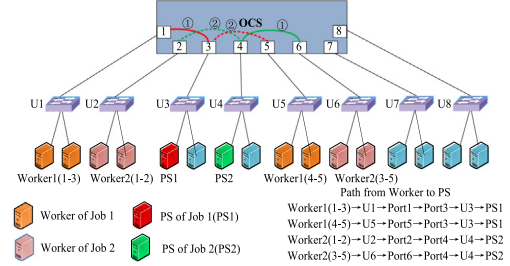 ① ② ② OCS ①
1 8
2 3 4 5 6 7
U1 U2 U3 U4 U5 U6 U7 U8
Worker1(1-3) Worker2(1-2) PS1 PS2 Worker1(4-5) Worker2(3-5)
Path from Worker to PS
Worker of Job 1 PS of Job 1(PS1)
Worker1(1-3)→U1→Port1→Port3→U3→PS1
Worker1(4-5)→U5→Port5→Port3→U3→PS1
Worker of Job 2 PS of Job 2(PS2)
Worker2(1-2)→U2→Port2→Port4→U4→PS2
Worker2(3-5)→U6→Port6→Port4→U4→PS2